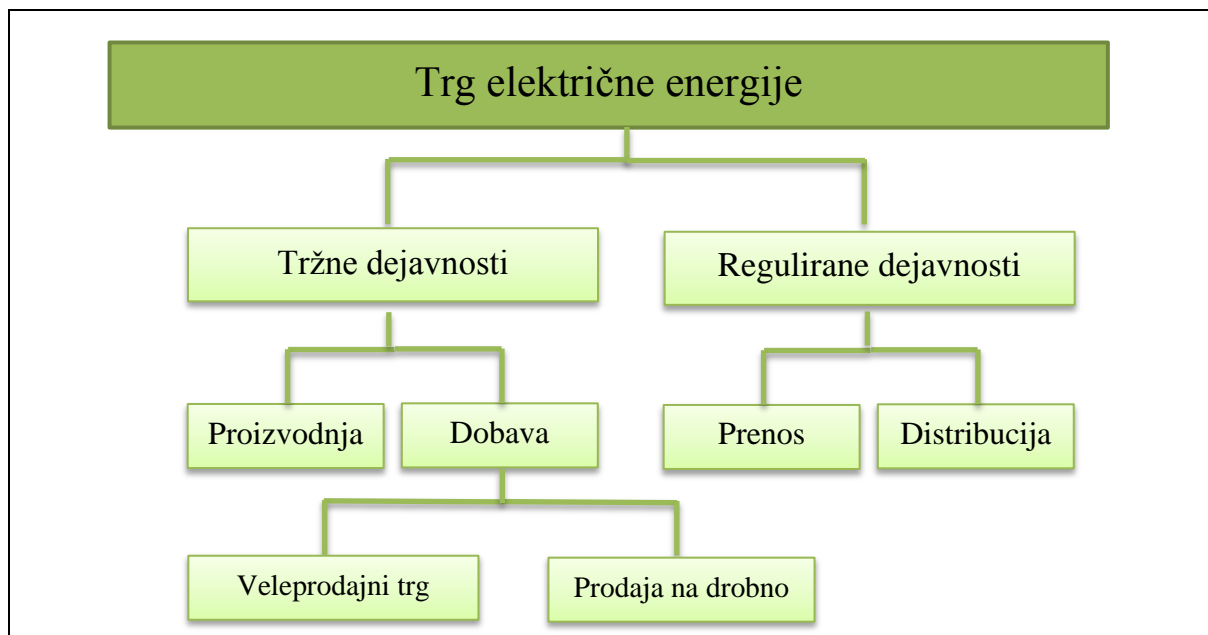 Trg električne energije
Tržne dejavnosti
Regulirane dejavnosti
Proizvodnja
Dobava
Prenos
Distribucija
Veleprodajni trg
Prodaja na drobno